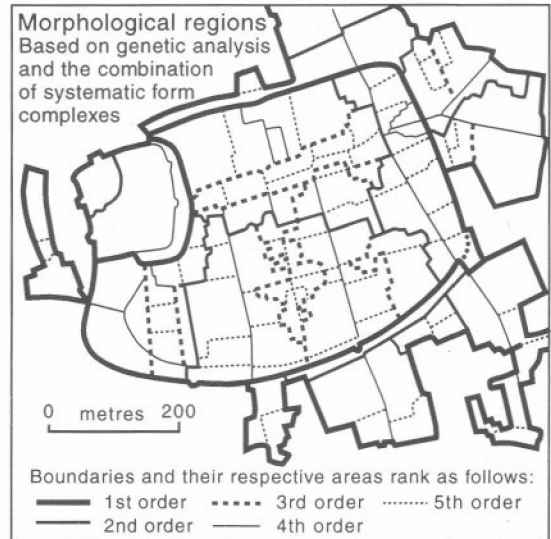 Morphological regions
Based on genetic analysis
and the combination
of systematic form
complexes
0 metres 200
Boundaries and their respective areas rank as follows:
1st order 3rd order 5th order
2nd order 4th order